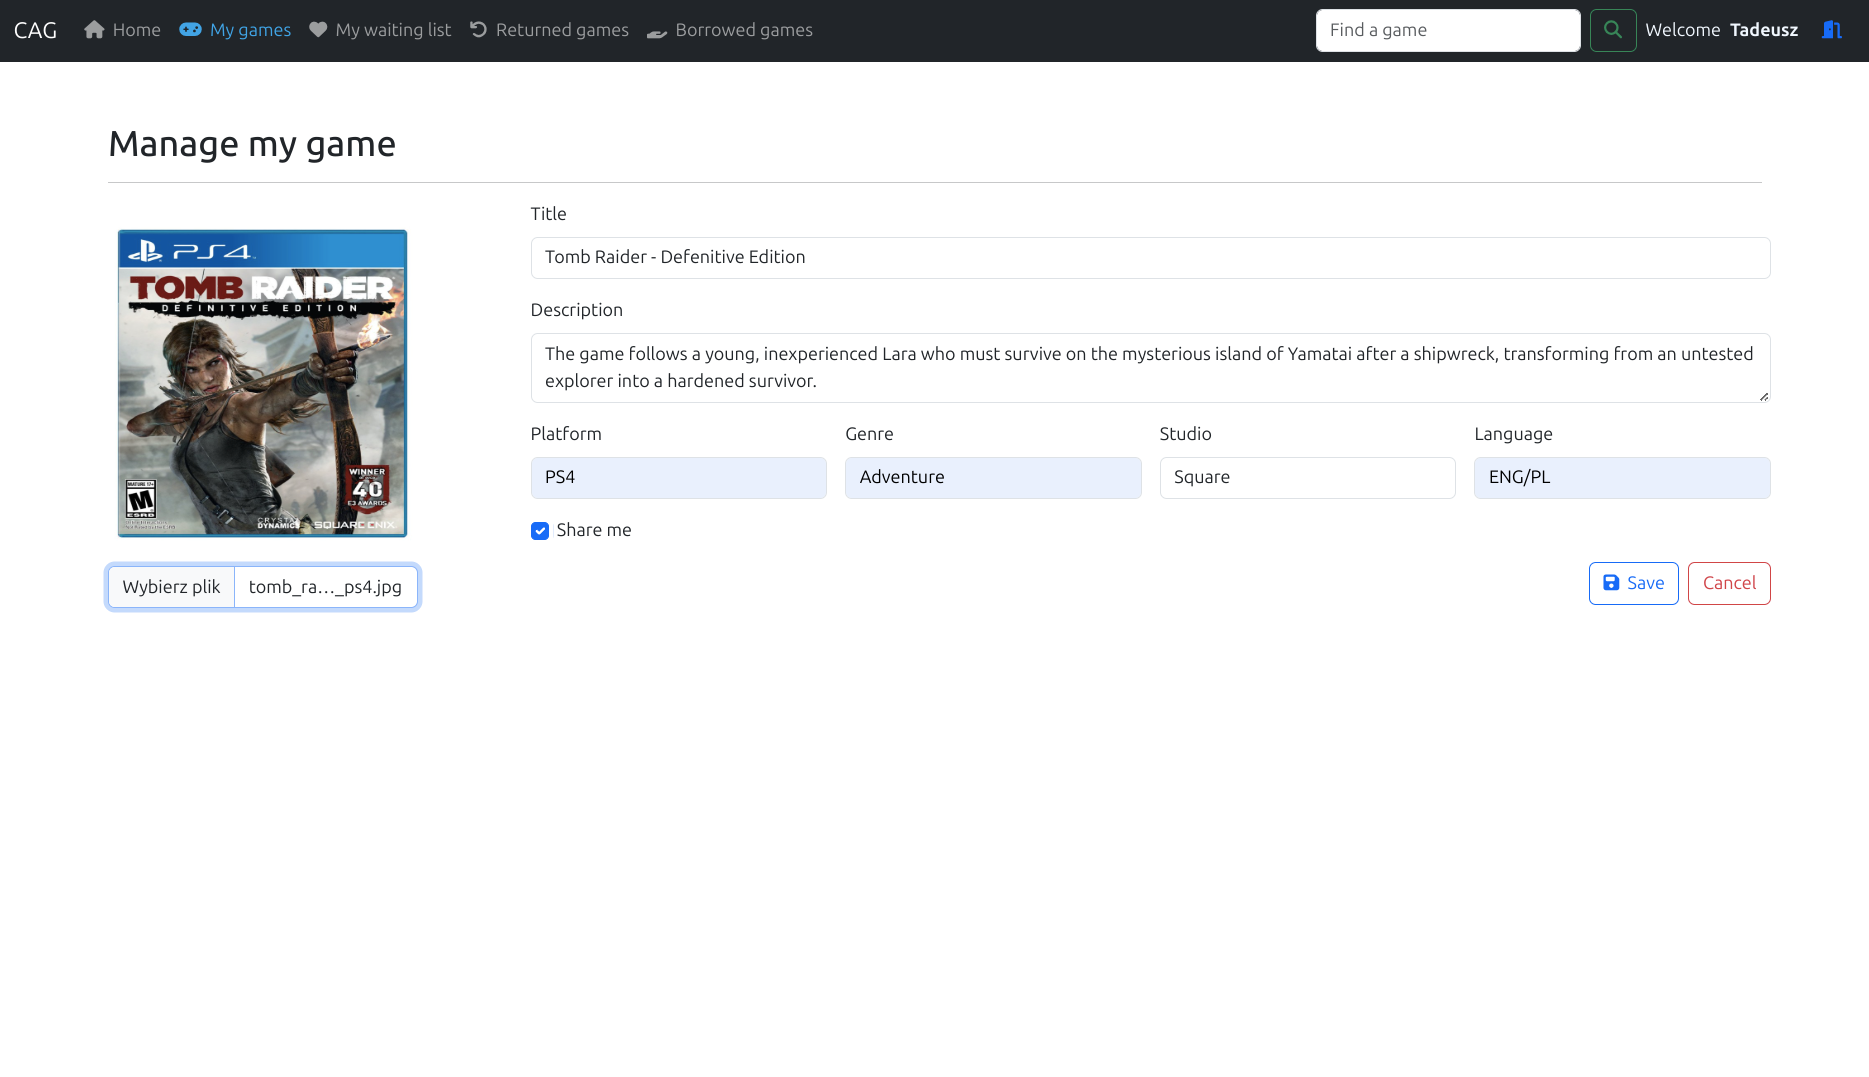 CAG Home My games My waiting list Returned games Borrowed games Find a game Welcome Tadeusz
Manage my game
PS4
TOMB RAIDER
DEFINITIVE EDITION
WINNER
40
E3 AWARDS
MATURE 17+
M
ESRB
CRYSTAL
DYNAMICS
SQUARE ENIX
Wybierz plik tomb_ra…_ps4.jpg
Title
Tomb Raider - Defenitive Edition
Description
The game follows a young, inexperienced Lara who must survive on the mysterious island of Yamatai after a shipwreck, transforming from an untested
explorer into a hardened survivor.
Platform Genre Studio Language
PS4 Adventure Square ENG/PL
Share me
Save Cancel